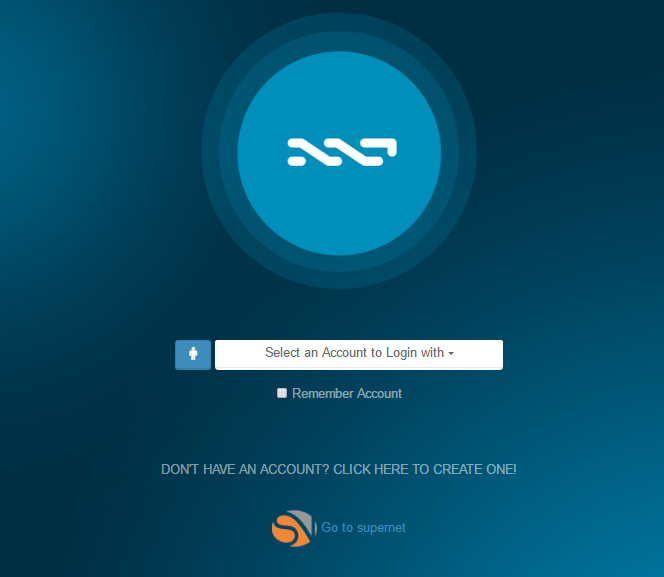 Select an Account to Login with
Remember Account
DON'T HAVE AN ACCOUNT? CLICK HERE TO CREATE ONE!
Go to supernet